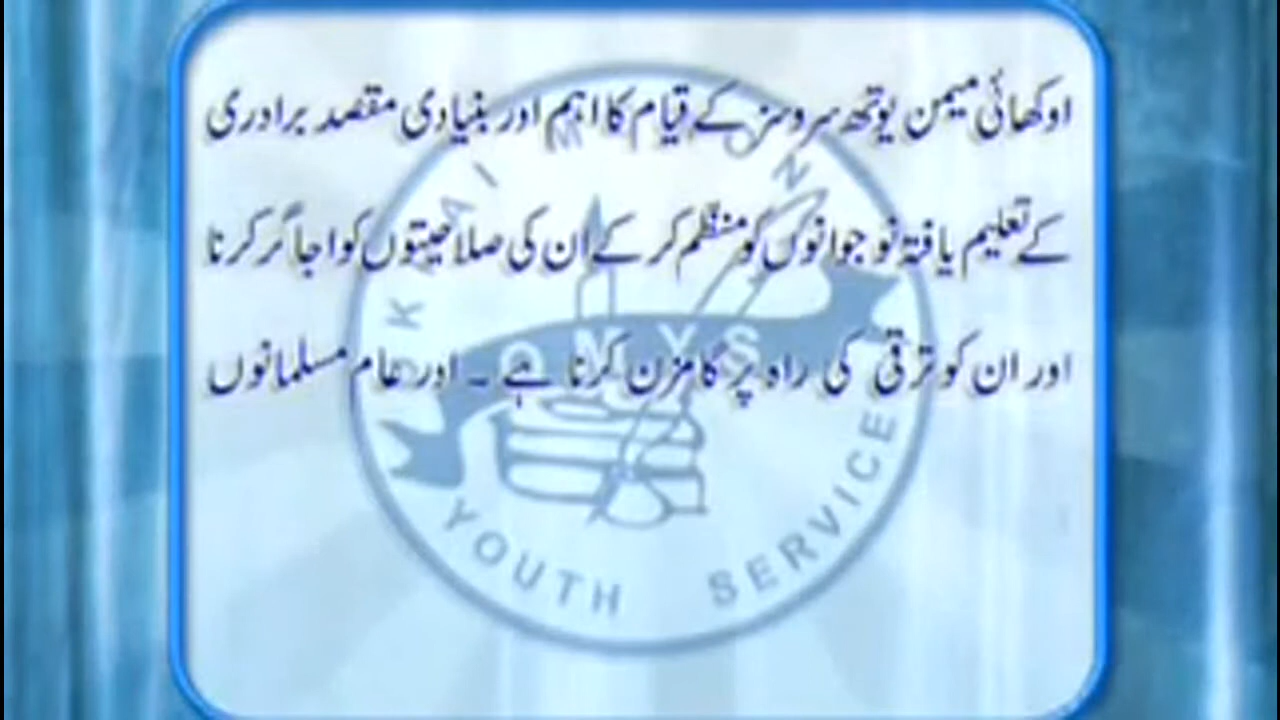 اوکھائی میمن یوتھ سروسز کے قیام کا اہم اور بنیادی مقصد برادری
کے تعلیم یافتہ نوجوانوں کو منظم کر کے ان کی صلاحیتوں کو اجاگر کرنا
اور ان کو ترقی کی راہ پر گامزن کرنا ہے ۔ اور عام مسلمانوں
OMYS
YOUTH SERVICE